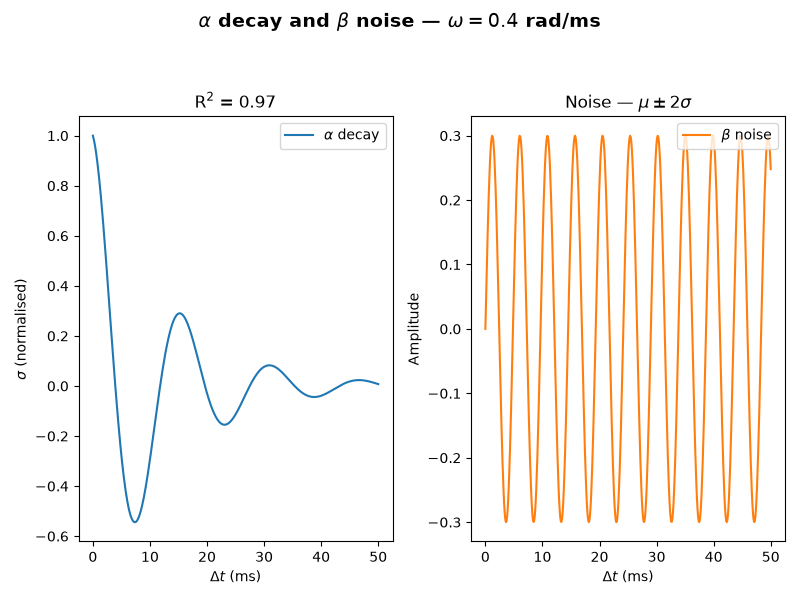 α decay and β noise — ω = 0.4 rad/ms
R² = 0.97
α decay
1.0
0.8
0.6
0.4
0.2
0.0
−0.2
−0.4
−0.6
σ (normalised)
0 10 20 30 40 50
Δt (ms)
Noise — μ ± 2σ
β noise
0.3
0.2
0.1
0.0
−0.1
−0.2
−0.3
Amplitude
0 10 20 30 40 50
Δt (ms)